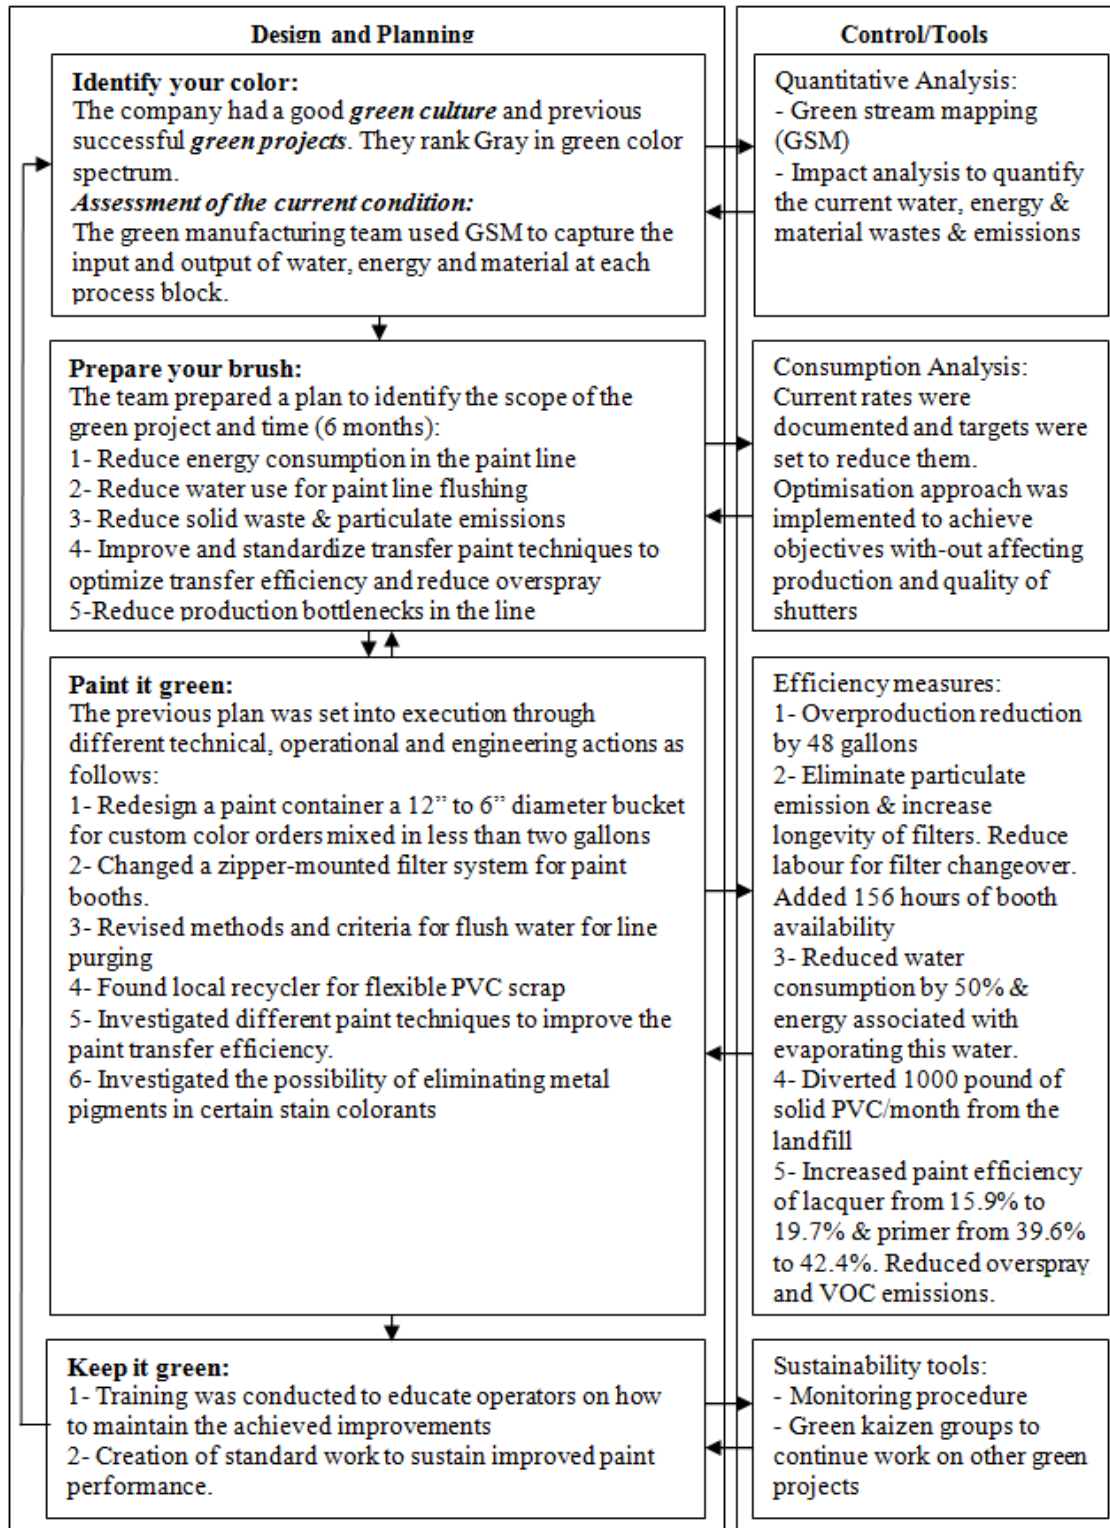 Design and Planning
Control/Tools
Identify your color:
The company had a good green culture and previous
successful green projects. They rank Gray in green color
spectrum.
Assessment of the current condition:
The green manufacturing team used GSM to capture the
input and output of water, energy and material at each
process block.
Quantitative Analysis:
- Green stream mapping
(GSM)
- Impact analysis to quantify
the current water, energy &
material wastes & emissions
Prepare your brush:
The team prepared a plan to identify the scope of the
green project and time (6 months):
1- Reduce energy consumption in the paint line
2- Reduce water use for paint line flushing
3- Reduce solid waste & particulate emissions
4- Improve and standardize transfer paint techniques to
optimize transfer efficiency and reduce overspray
5-Reduce production bottlenecks in the line
Consumption Analysis:
Current rates were
documented and targets were
set to reduce them.
Optimisation approach was
implemented to achieve
objectives with-out affecting
production and quality of
shutters
Paint it green:
The previous plan was set into execution through
different technical, operational and engineering actions as
follows:
1- Redesign a paint container a 12” to 6” diameter bucket
for custom color orders mixed in less than two gallons
2- Changed a zipper-mounted filter system for paint
booths.
3- Revised methods and criteria for flush water for line
purging
4- Found local recycler for flexible PVC scrap
5- Investigated different paint techniques to improve the
paint transfer efficiency.
6- Investigated the possibility of eliminating metal
pigments in certain stain colorants
Efficiency measures:
1- Overproduction reduction
by 48 gallons
2- Eliminate particulate
emission & increase
longevity of filters. Reduce
labour for filter changeover.
Added 156 hours of booth
availability
3- Reduced water
consumption by 50% &
energy associated with
evaporating this water.
4- Diverted 1000 pound of
solid PVC/month from the
landfill
5- Increased paint efficiency
of lacquer from 15.9% to
19.7% & primer from 39.6%
to 42.4%. Reduced overspray
and VOC emissions.
Keep it green:
1- Training was conducted to educate operators on how
to maintain the achieved improvements
2- Creation of standard work to sustain improved paint
performance.
Sustainability tools:
- Monitoring procedure
- Green kaizen groups to
continue work on other green
projects